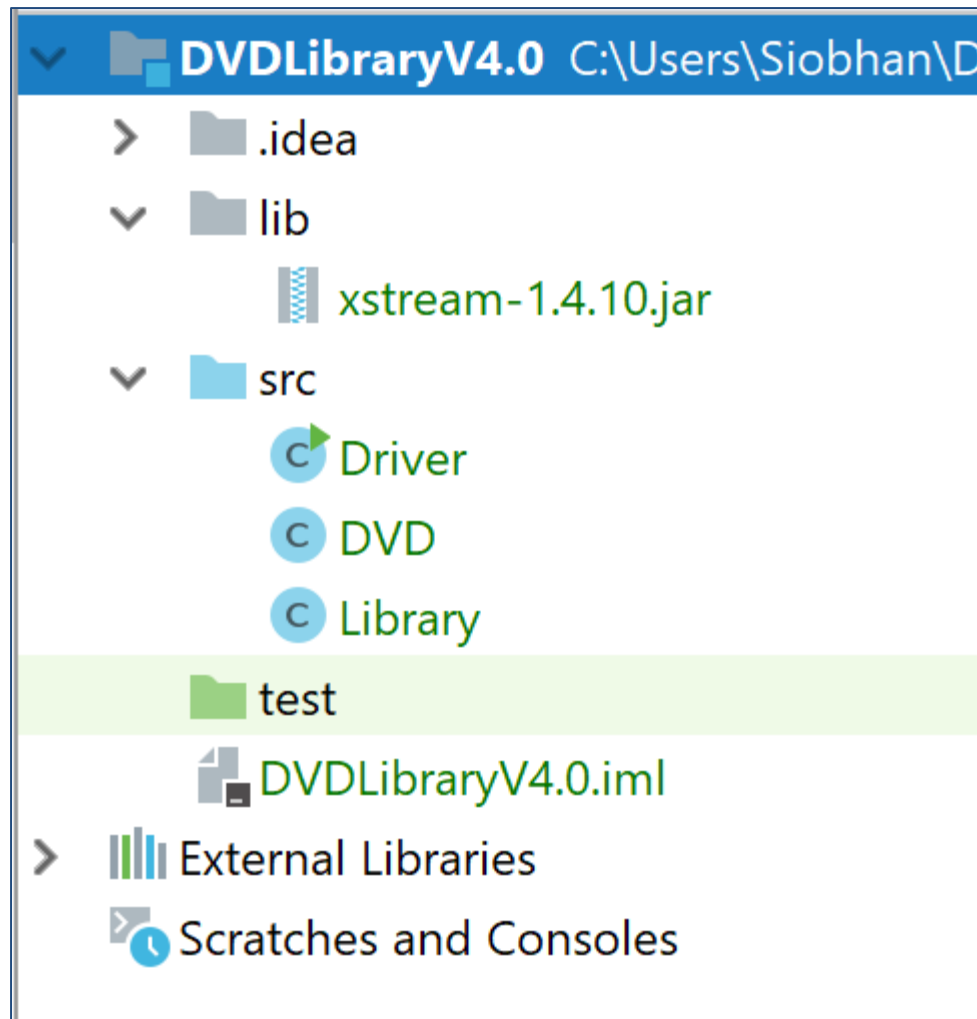 DVDLibraryV4.0 C:\Users\Siobhan\D
.idea
lib
xstream-1.4.10.jar
src
C Driver
C DVD
C Library
test
DVDLibraryV4.0.iml
External Libraries
Scratches and Consoles